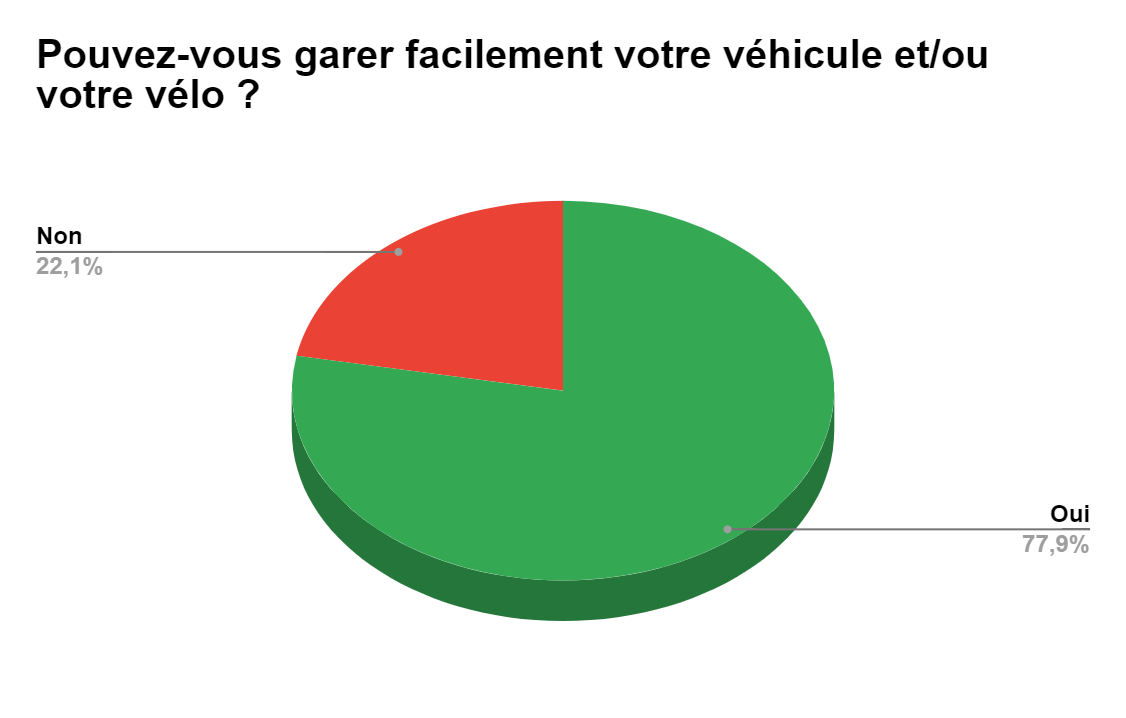 Pouvez-vous garer facilement votre véhicule et/ou
votre vélo ?
Non
22,1%
Oui
77,9%